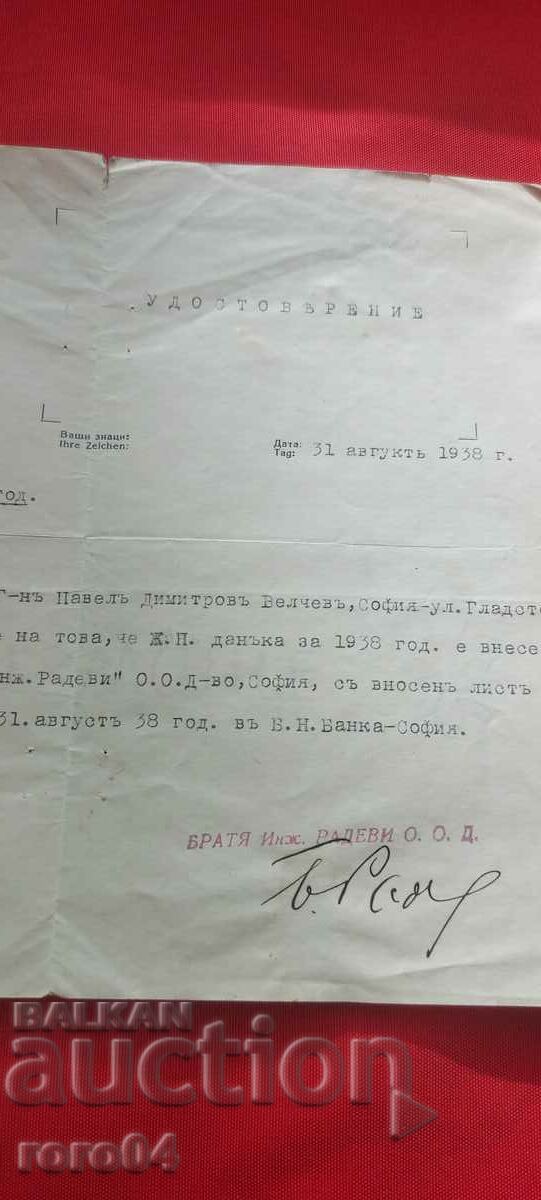 УДОСТОВѢРЕНИЕ
Ваши знаци:
Ihre Zeichen:
Дата:
Tag: 31 авгукть 1938 г.
год.
Г-нъ Павелъ Димитровъ Велчевъ, София-ул.Гладст
на това, че Ж.П. данъка за 1938 год. е внесе
нж.Радеви" О.О.Д-во, София, съ вносенъ листъ
31.августъ 38 год. въ Б.Н.Банка-София.
БРАТЯ Инж. РАДЕВИ О. О. Д.
BALKAN
auction
roro04